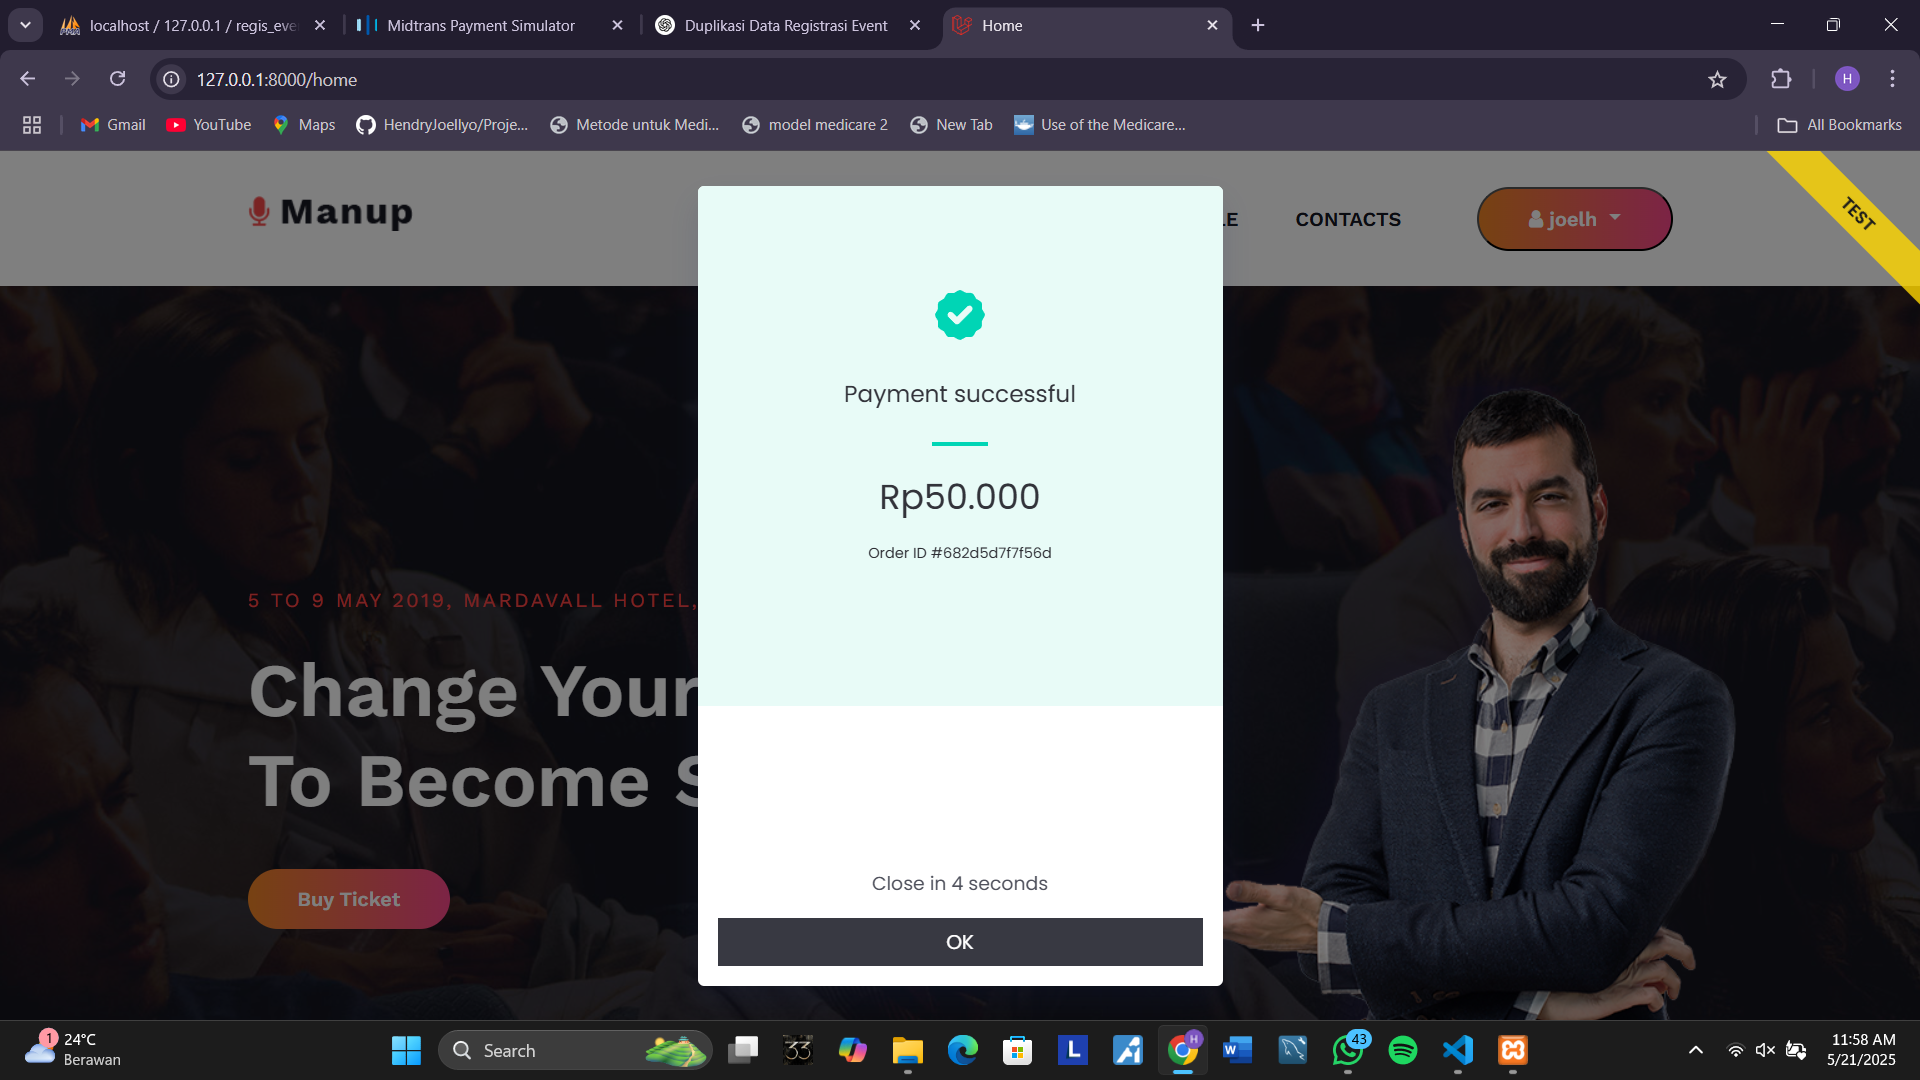 localhost / 127.0.0.1 / regis_eve
Midtrans Payment Simulator
Duplikasi Data Registrasi Event
Home
127.0.0.1:8000/home
H
Gmail
YouTube
Maps
HendryJoellyo/Proje...
Metode untuk Medi...
model medicare 2
New Tab
Use of the Medicare...
All Bookmarks
Manup
LE
CONTACTS
joelh
TEST
Payment successful
Rp50.000
Order ID #682d5d7f7f56d
5 TO 9 MAY 2019, MARDAVALL HOTEL,
Change Your
To Become S
Buy Ticket
Close in 4 seconds
OK
1
24°C
Berawan
Search
33
L
H
W
43
11:58 AM
5/21/2025